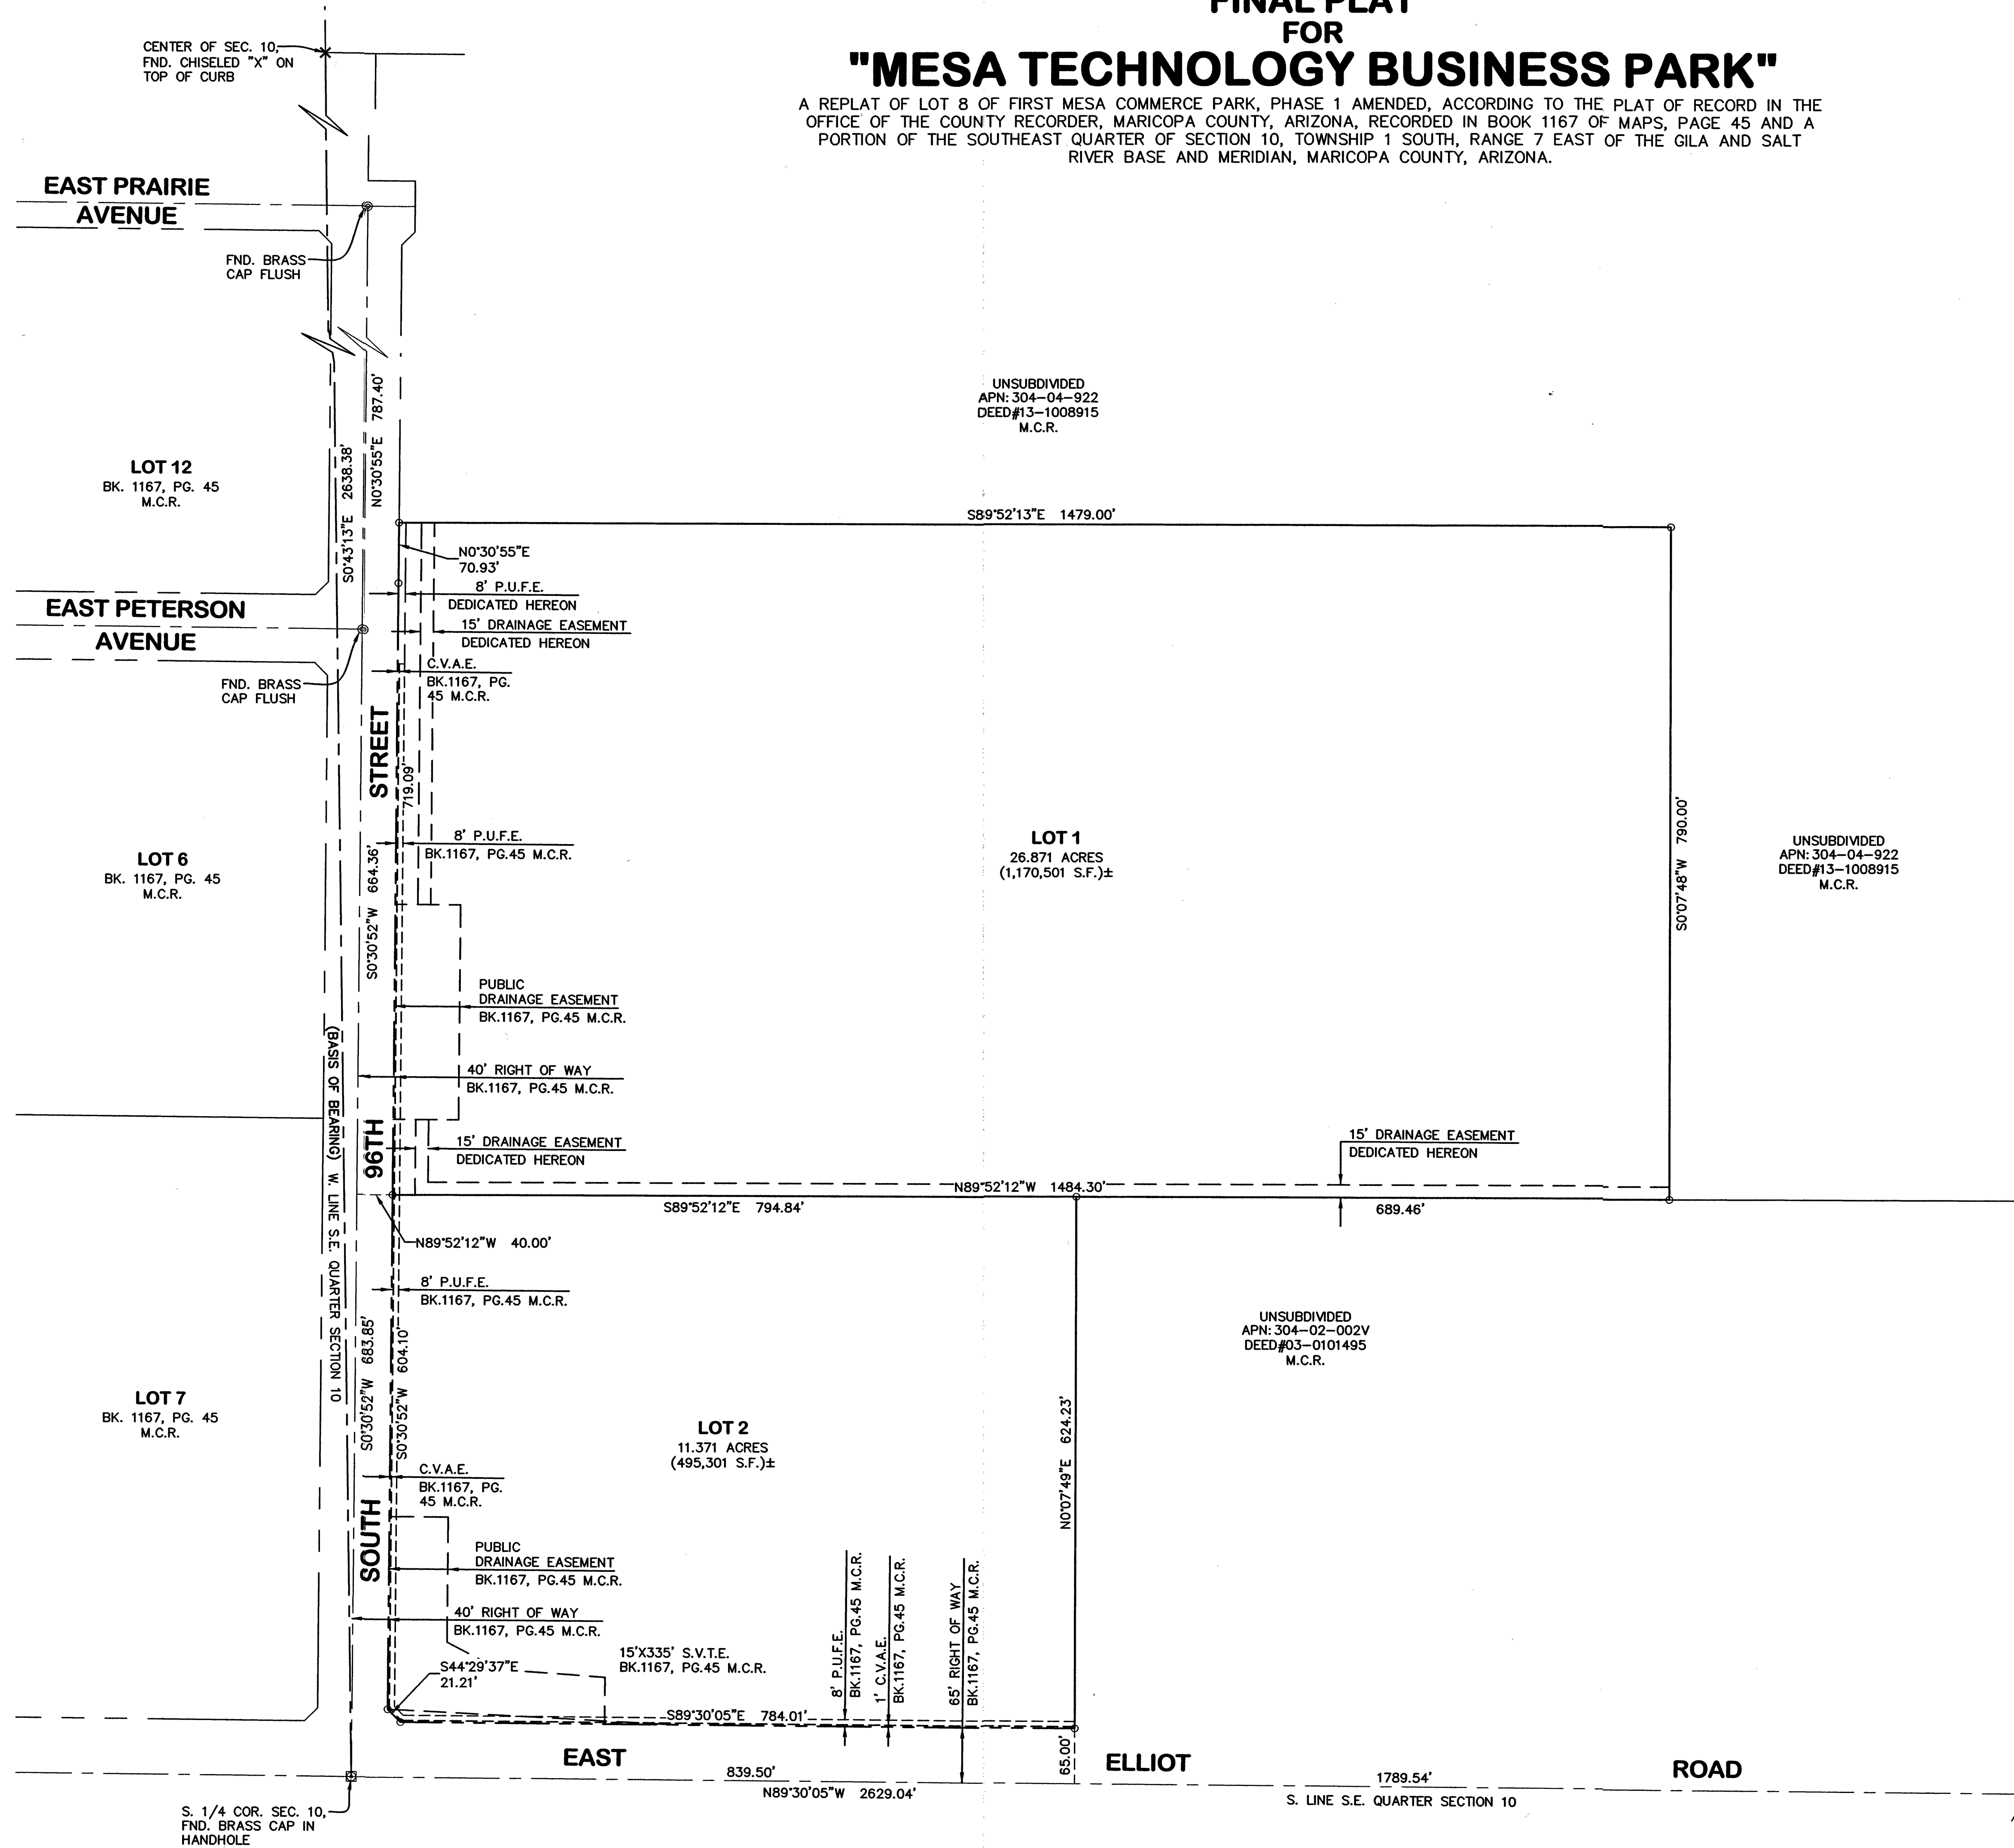 FINAL PLAT
FOR
"MESA TECHNOLOGY BUSINESS PARK"
A REPLAT OF LOT 8 OF FIRST MESA COMMERCE PARK, PHASE 1 AMENDED, ACCORDING TO THE PLAT OF RECORD IN THE
OFFICE OF THE COUNTY RECORDER, MARICOPA COUNTY, ARIZONA, RECORDED IN BOOK 1167 OF MAPS, PAGE 45 AND A
PORTION OF THE SOUTHEAST QUARTER OF SECTION 10, TOWNSHIP 1 SOUTH, RANGE 7 EAST OF THE GILA AND SALT
RIVER BASE AND MERIDIAN, MARICOPA COUNTY, ARIZONA.
CENTER OF SEC. 10,
FND. CHISELED "X" ON
TOP OF CURB
EAST PRAIRIE
AVENUE
FND. BRASS
CAP FLUSH
UNSUBDIVIDED
APN: 304-04-922
DEED#13-1008915
M.C.R.
N0°30'55"E 787.40'
S0°43'13"E 2638.38'
LOT 12
BK. 1167, PG. 45
M.C.R.
S89°52'13"E 1479.00'
N0°30'55"E
70.93'
8' P.U.F.E.
DEDICATED HEREON
EAST PETERSON
AVENUE
15' DRAINAGE EASEMENT
DEDICATED HEREON
C.V.A.E.
BK.1167, PG.
45 M.C.R.
FND. BRASS
CAP FLUSH
STREET
719.09'
8' P.U.F.E.
BK.1167, PG.45 M.C.R.
LOT 1
26.871 ACRES
(1,170,501 S.F.)±
S0°07'48"W 790.00'
UNSUBDIVIDED
APN: 304-04-922
DEED#13-1008915
M.C.R.
LOT 6
BK. 1167, PG. 45
M.C.R.
S0°30'52"W 664.36'
PUBLIC
DRAINAGE EASEMENT
BK.1167, PG.45 M.C.R.
40' RIGHT OF WAY
BK.1167, PG.45 M.C.R.
(BASIS OF BEARING) W. LINE S.E. QUARTER SECTION 10
96TH
15' DRAINAGE EASEMENT
DEDICATED HEREON
15' DRAINAGE EASEMENT
DEDICATED HEREON
N89°52'12"W 1484.30'
S89°52'12"E 794.84'
689.46'
N89°52'12"W 40.00'
8' P.U.F.E.
BK.1167, PG.45 M.C.R.
UNSUBDIVIDED
APN: 304-02-002V
DEED#03-0101495
M.C.R.
S0°30'52"W 683.85'
S0°30'52"W 604.10'
LOT 7
BK. 1167, PG. 45
M.C.R.
LOT 2
11.371 ACRES
(495,301 S.F.)±
N0°07'49"E 624.23'
C.V.A.E.
BK.1167, PG.
45 M.C.R.
SOUTH
PUBLIC
DRAINAGE EASEMENT
BK.1167, PG.45 M.C.R.
40' RIGHT OF WAY
BK.1167, PG.45 M.C.R.
15'X335' S.V.T.E.
BK.1167, PG.45 M.C.R.
S44°29'37"E
21.21'
8' P.U.F.E.
BK.1167, PG.45 M.C.R.
1' C.V.A.E.
BK.1167, PG.45 M.C.R.
65' RIGHT OF WAY
BK.1167, PG.45 M.C.R.
S89°30'05"E 784.01'
65.00'
EAST
ELLIOT
ROAD
839.50'
1789.54'
N89°30'05"W 2629.04'
S. LINE S.E. QUARTER SECTION 10
S. 1/4 COR. SEC. 10,
FND. BRASS CAP IN
HANDHOLE